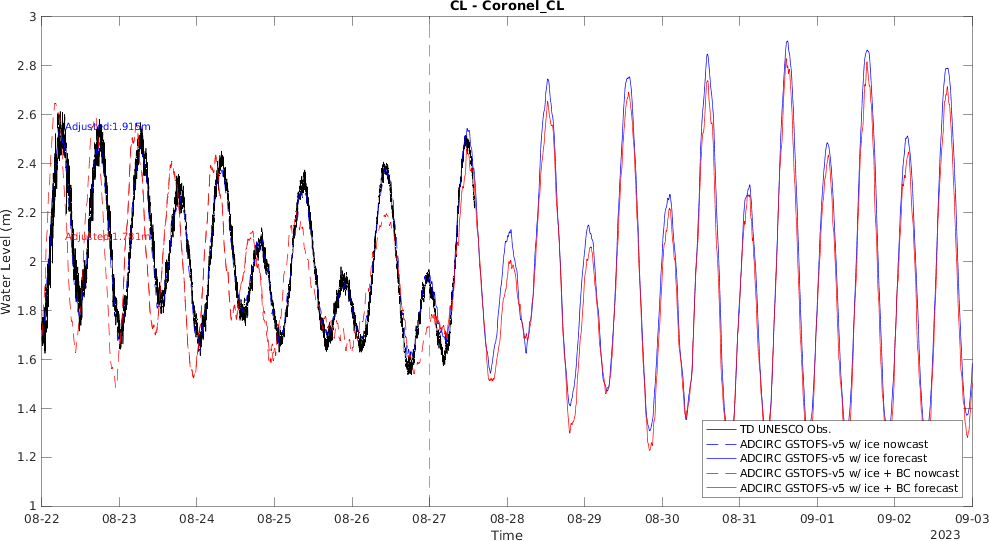 CL - Coronel_CL
3
2.8
2.6
2.4
2.2
2
1.8
1.6
1.4
1.2
1
Water Level (m)
Adjusted:1.915m
Adjusted:1.731m
TD UNESCO Obs.
ADCIRC GSTOFS-v5 w/ ice nowcast
ADCIRC GSTOFS-v5 w/ ice forecast
ADCIRC GSTOFS-v5 w/ ice + BC nowcast
ADCIRC GSTOFS-v5 w/ ice + BC forecast
08-22 08-23 08-24 08-25 08-26 08-27 08-28 08-29 08-30 08-31 09-01 09-02 09-03
Time
2023